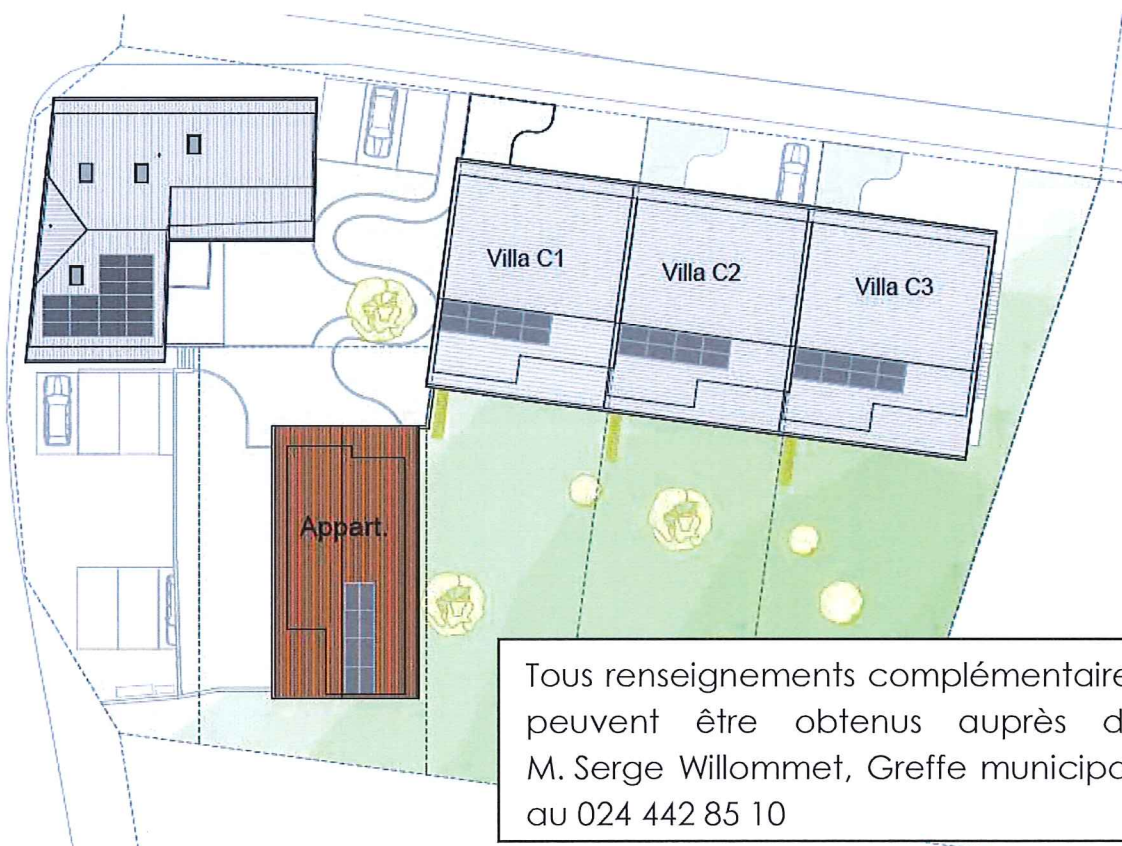 Villa C1
Villa C2
Villa C3
Appart.
Tous renseignements complémentaire
peuvent être obtenus auprès d
M. Serge Willommet, Greffe municipa
au 024 442 85 10